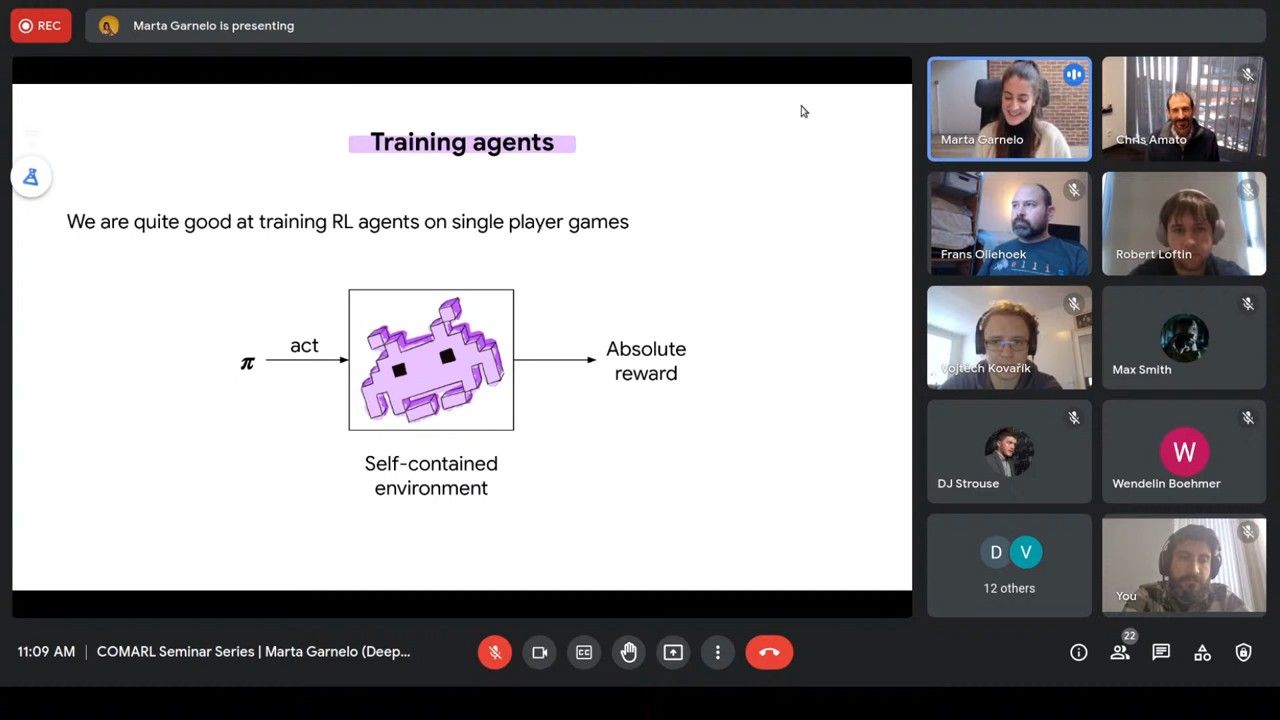 REC
Marta Garnelo is presenting
Training agents
We are quite good at training RL agents on single player games
π
act
Absolute
reward
Self-contained
environment
Marta Garnelo
Chris Amato
Frans Oliehoek
Robert Loftin
Vojtech Kovařík
Max Smith
DJ Strouse
W
Wendelin Boehmer
D
V
12 others
You
11:09 AM | COMARL Seminar Series | Marta Garnelo (Deep...
CC
22